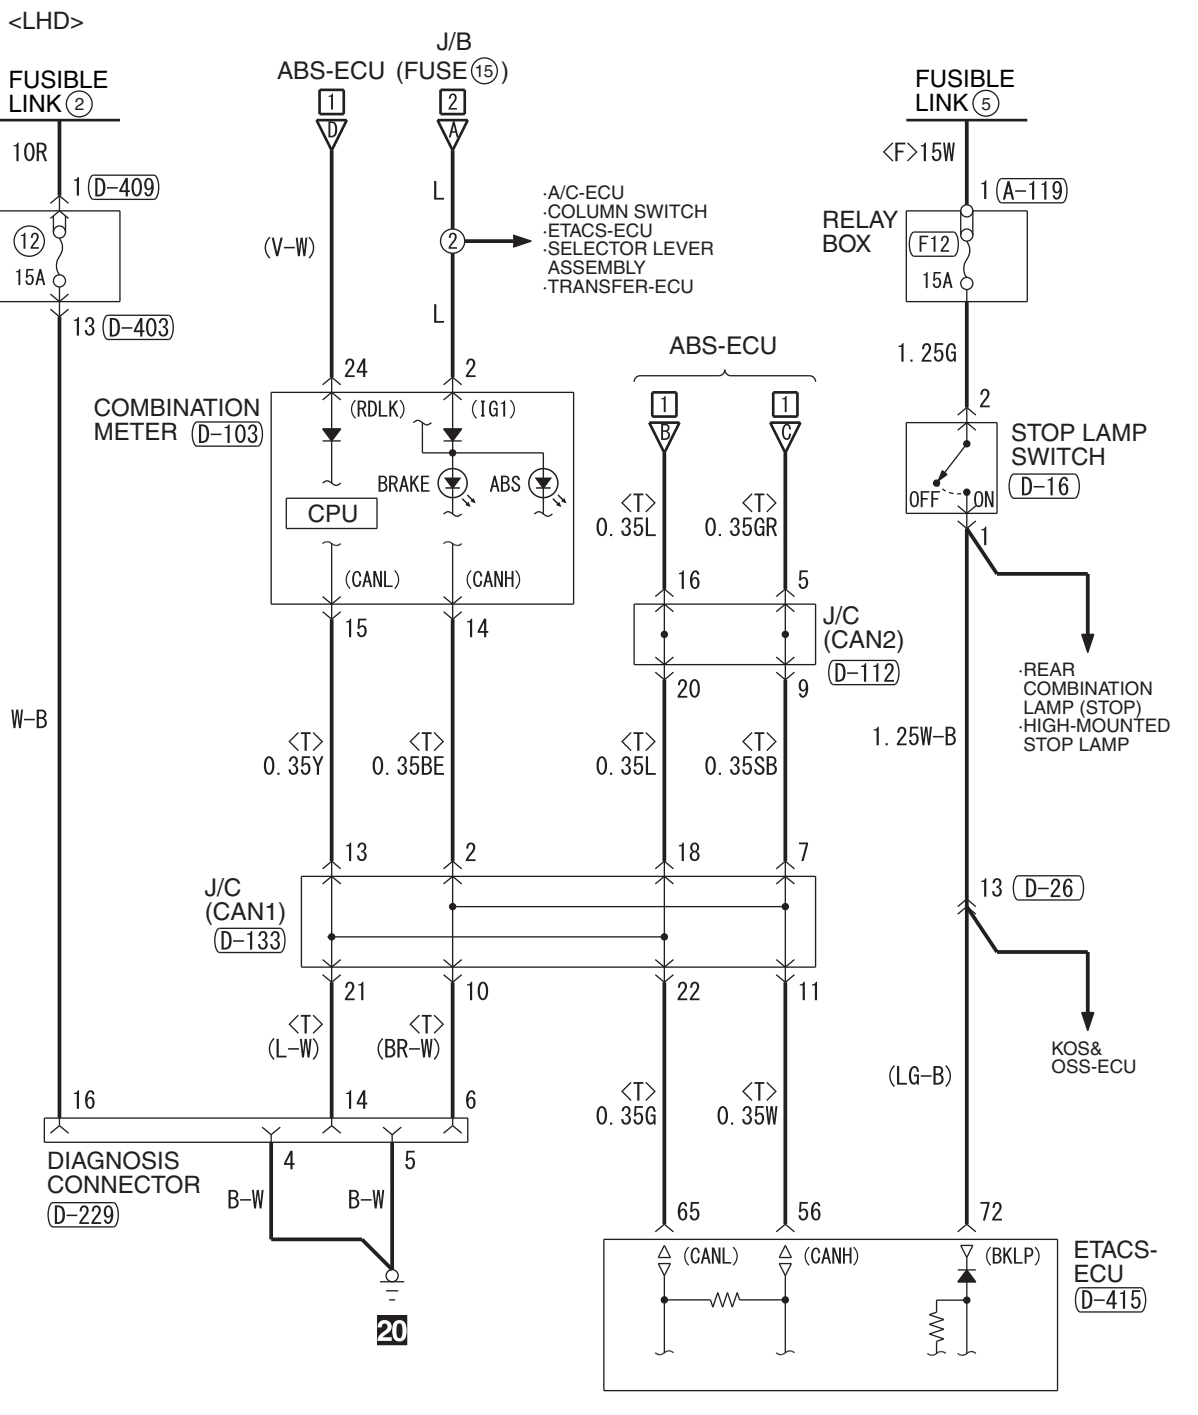 <LHD>
J/B
ABS-ECU (FUSE⑮)
FUSIBLE
LINK②
FUSIBLE
LINK⑤
1
2
D
A
10R
<F>15W
1 (D-409)
1 (A-119)
L
·A/C-ECU
·COLUMN SWITCH
·ETACS-ECU
·SELECTOR LEVER
ASSEMBLY
·TRANSFER-ECU
RELAY
BOX
⑫
15A
(V-W)
②
F12
15A
13 (D-403)
L
ABS-ECU
1.25G
24
2
2
COMBINATION
METER (D-103)
(RDLK)
(IG1)
1
1
B
C
STOP LAMP
SWITCH
(D-16)
BRAKE
ABS
OFF
ON
CPU
<T>
0.35L
<T>
0.35GR
1
(CANL)
(CANH)
16
5
15
14
J/C
(CAN2)
(D-112)
20
9
·REAR
COMBINATION
LAMP (STOP)
·HIGH-MOUNTED
STOP LAMP
W-B
1.25W-B
<T>
0.35Y
<T>
0.35BE
<T>
0.35L
<T>
0.35SB
13
2
18
7
J/C
(CAN1)
(D-133)
13 (D-26)
21
10
22
11
<T>
(L-W)
<T>
(BR-W)
KOS&
OSS-ECU
(LG-B)
16
14
6
<T>
0.35G
<T>
0.35W
DIAGNOSIS
CONNECTOR
(D-229)
4
5
B-W
B-W
65
56
72
(CANL)
(CANH)
(BKLP)
ETACS-
ECU
(D-415)
20